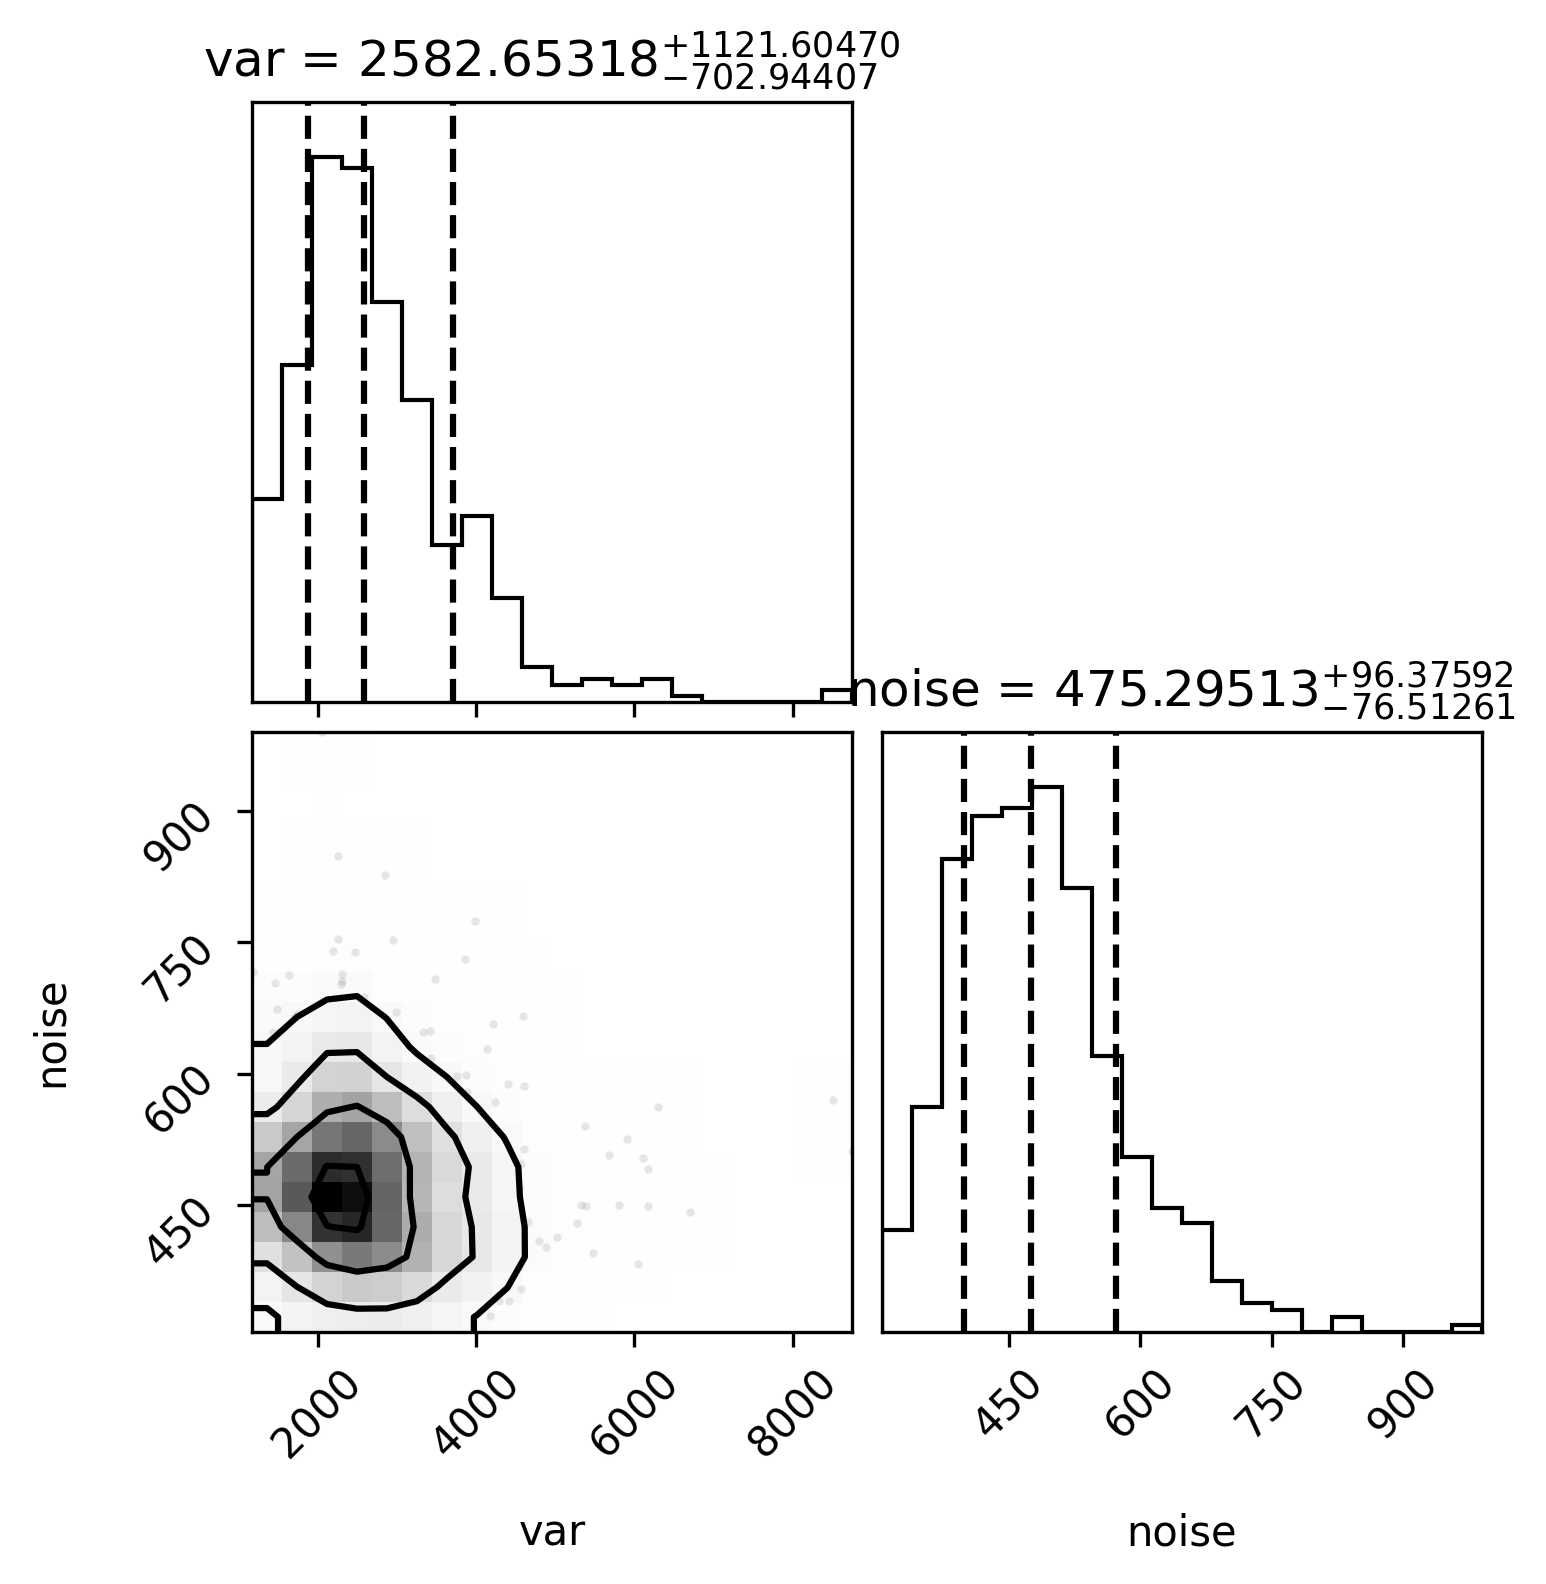 var = 2582.65318+1121.60470−702.94407
noise = 475.29513+96.37592−76.51261
900
750
600
450
noise
2000 4000 6000 8000
450 600 750 900
var
noise